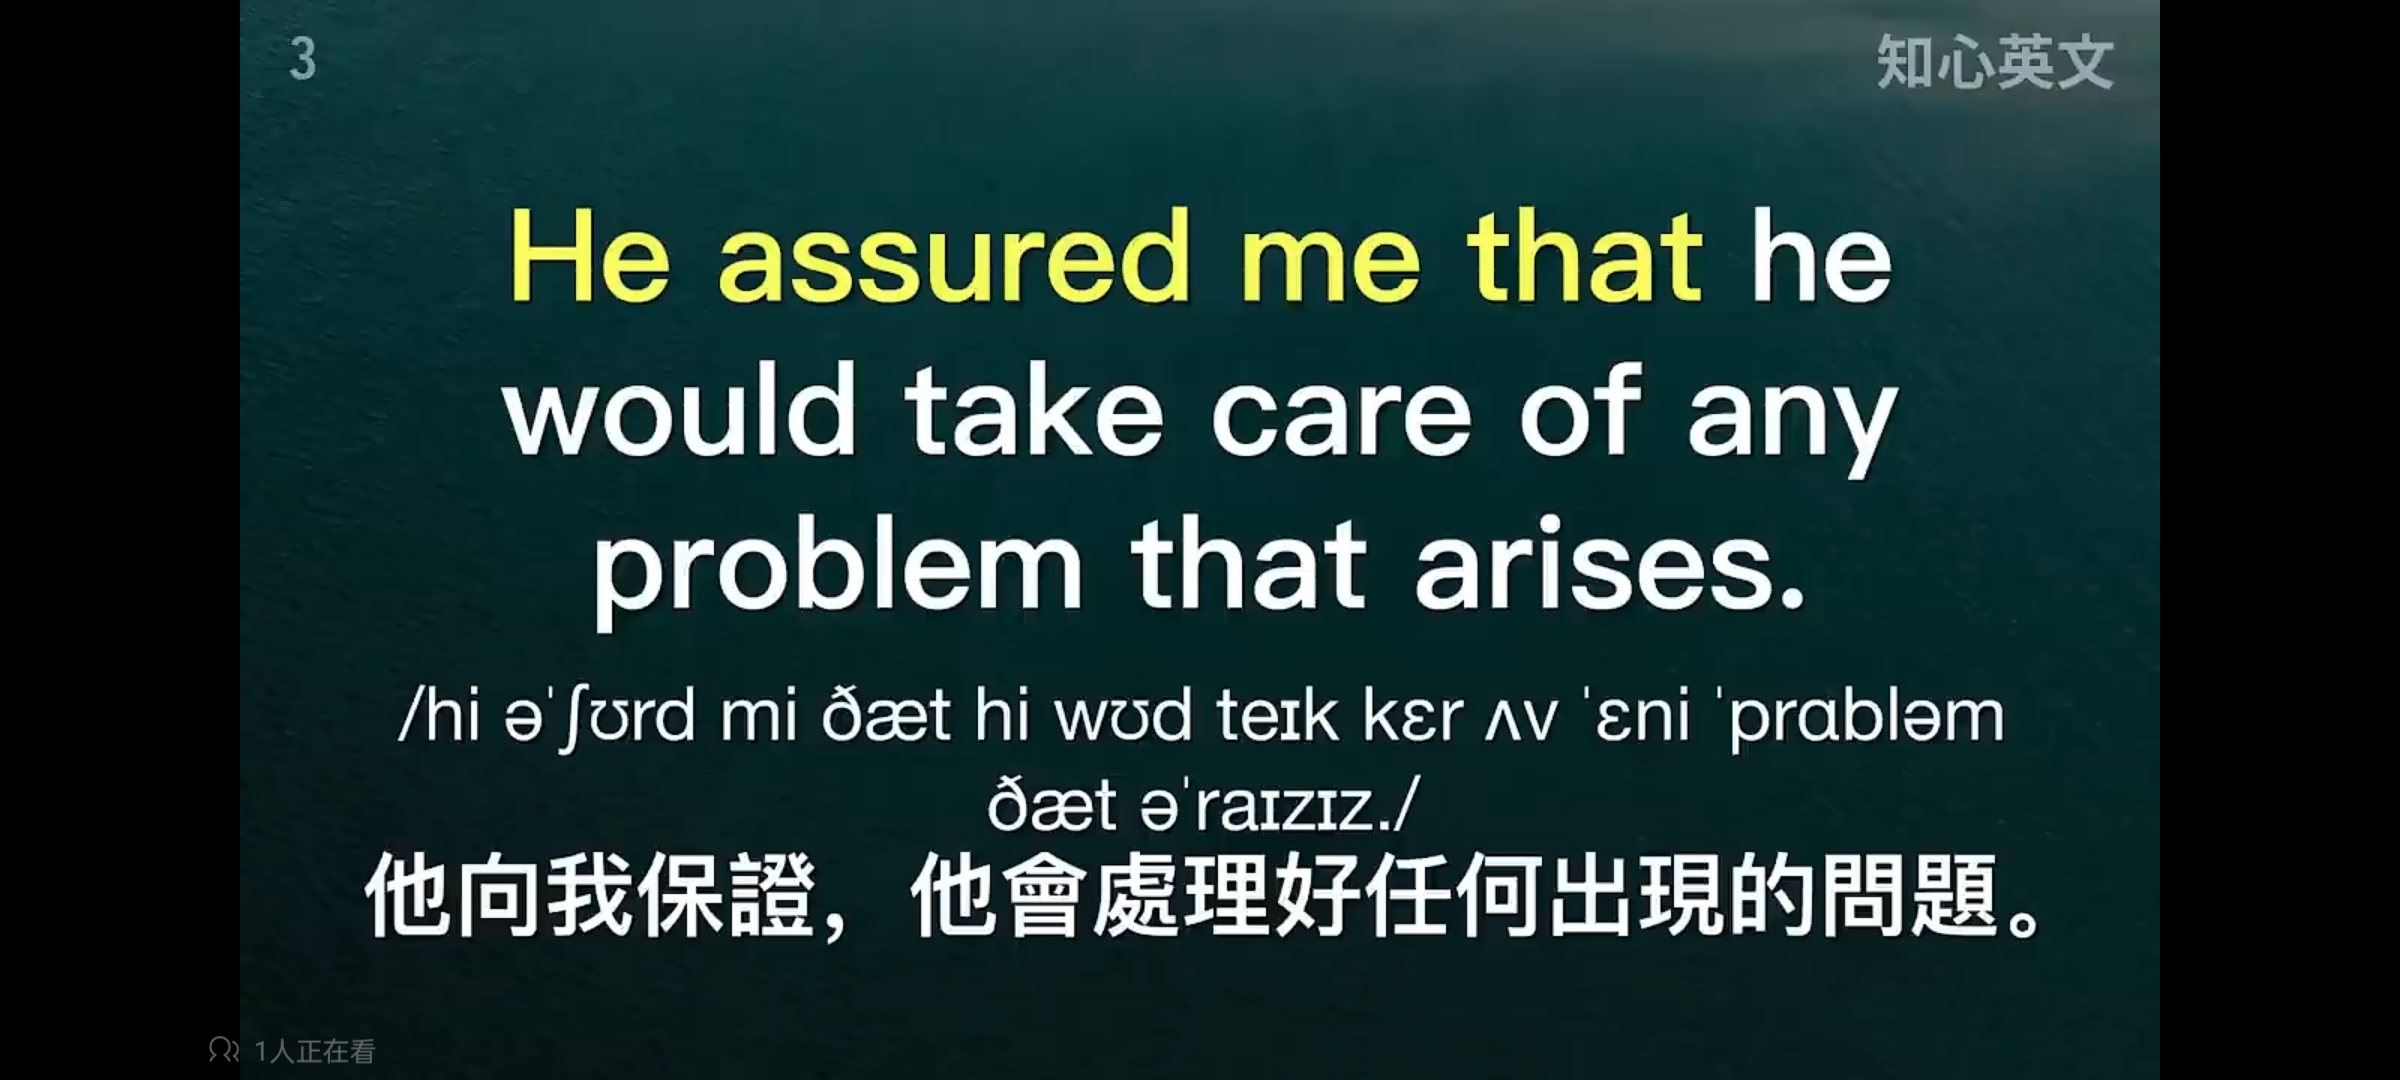 3
知心英文
He assured me that he
would take care of any
problem that arises.
/hi əˈʃʊrd mi ðæt hi wʊd teɪk kɛr ʌv ˈɛni ˈprɑbləm
ðæt əˈraɪzɪz./
他向我保證，他會處理好任何出現的問題。
1人正在看